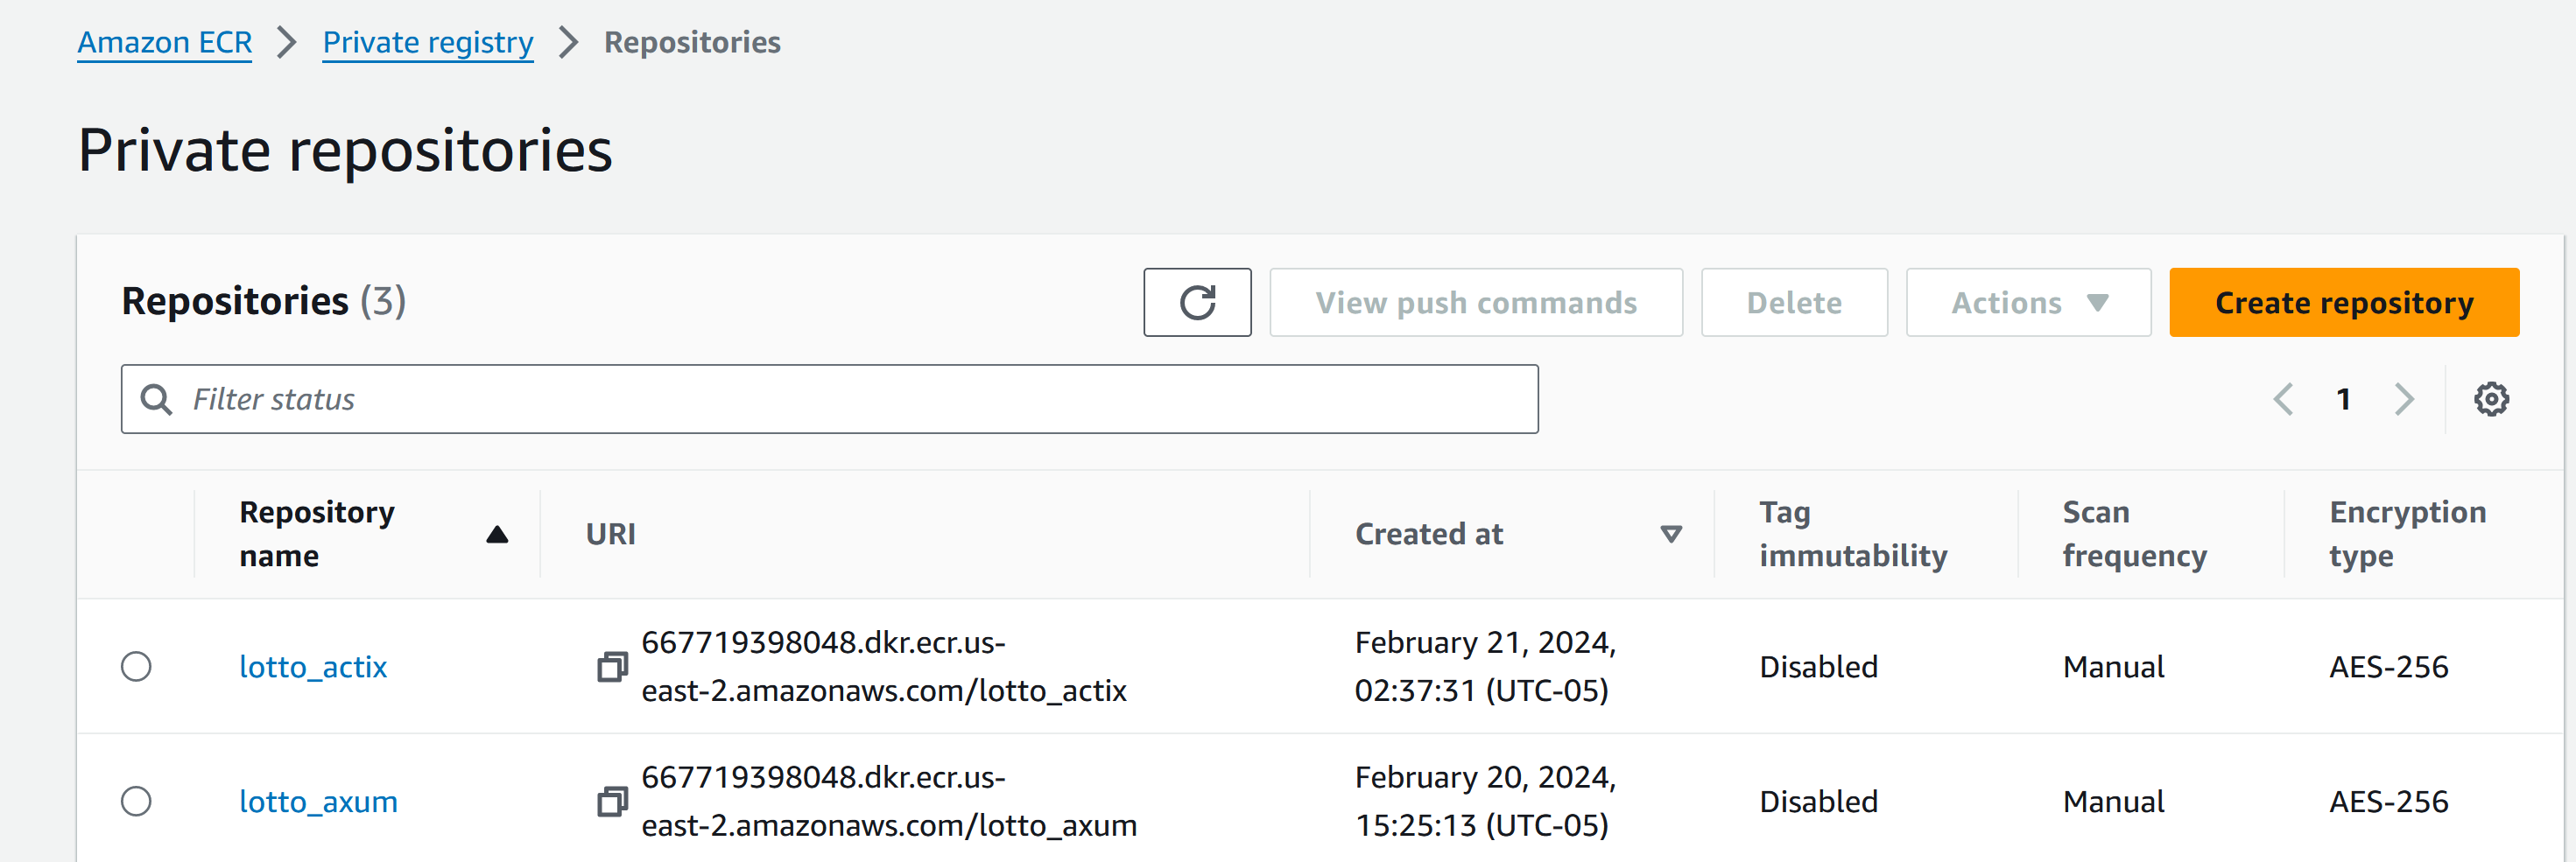 Amazon ECR > Private registry > Repositories
Private repositories
Repositories (3)
View push commands
Delete
Actions
Create repository
Filter status
1
Repository name
URI
Created at
Tag immutability
Scan frequency
Encryption type
lotto_actix
667719398048.dkr.ecr.us-
east-2.amazonaws.com/lotto_actix
February 21, 2024,
02:37:31 (UTC-05)
Disabled
Manual
AES-256
lotto_axum
667719398048.dkr.ecr.us-
east-2.amazonaws.com/lotto_axum
February 20, 2024,
15:25:13 (UTC-05)
Disabled
Manual
AES-256